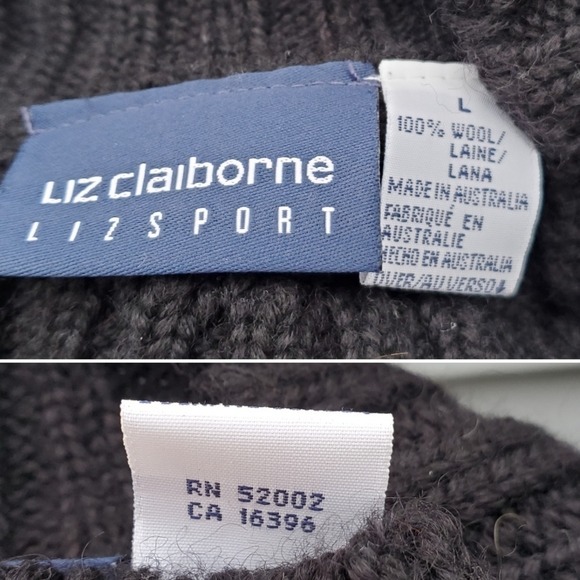 Liz claiborne
LIZSPORT
L
100% WOOL/
LAINE/
LANA
MADE IN AUSTRALIA
FABRIQUÉ EN
AUSTRALIE
HECHO EN AUSTRALIA
OVER/AU VERSO↓
RN 52002
CA 16396